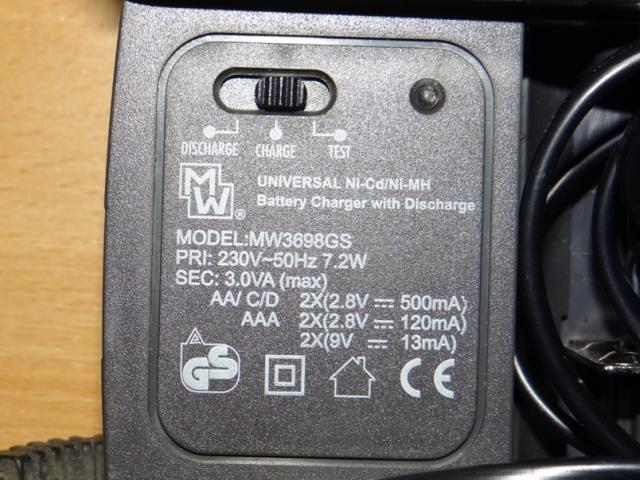 DISCHARGE CHARGE TEST
MW®
UNIVERSAL Ni-Cd/Ni-MH
Battery Charger with Discharge
MODEL:MW3698GS
PRI: 230V~50Hz 7.2W
SEC: 3.0VA (max)
AA/ C/D 2X(2.8V ⎓ 500mA)
AAA 2X(2.8V ⎓ 120mA)
2X(9V ⎓ 13mA)
GS CE